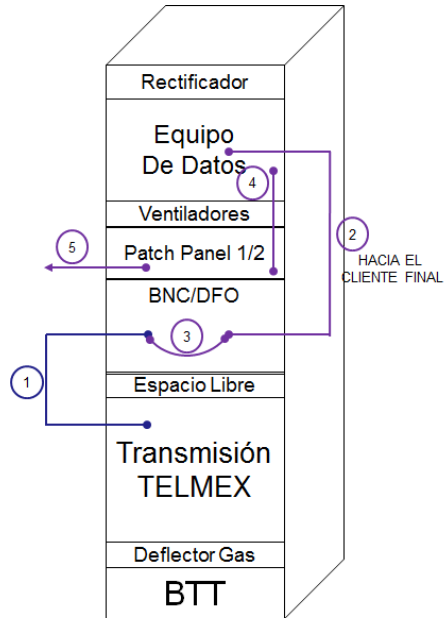 Rectificador
Equipo
De Datos
4
Ventiladores
5
Patch Panel 1/2
2
HACIA EL
CLIENTE FINAL
BNC/DFO
3
1
Espacio Libre
Transmisión
TELMEX
Deflector Gas
BTT